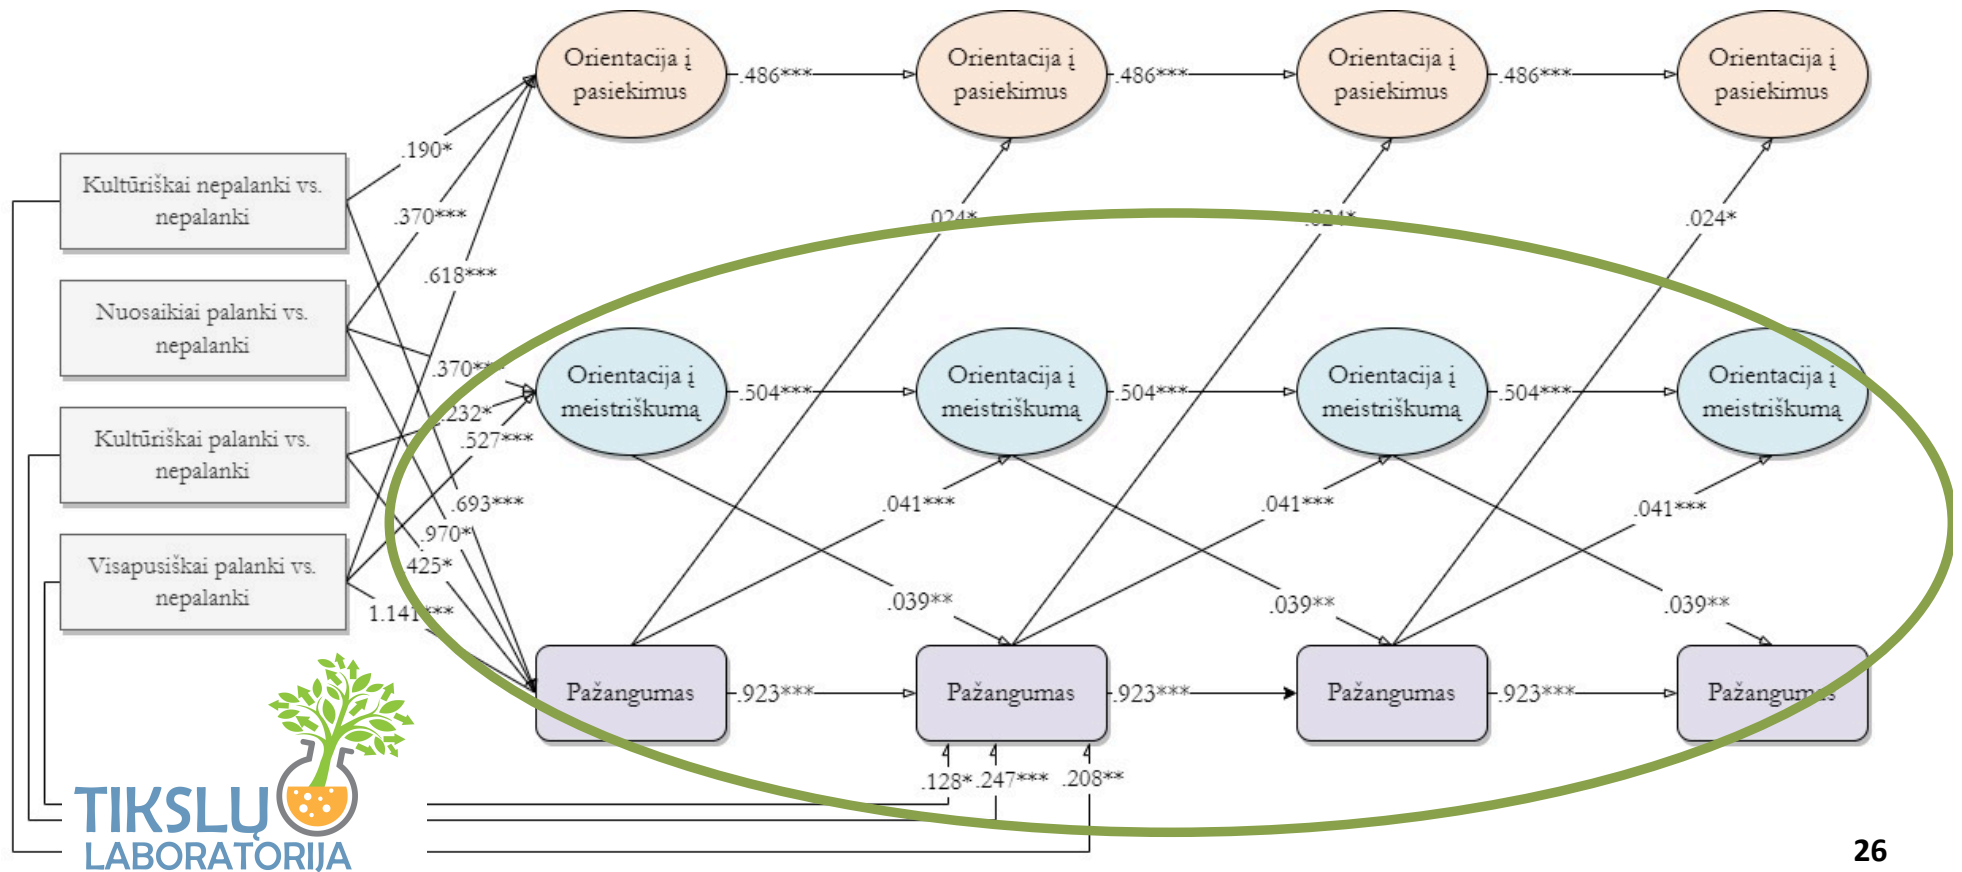 Orientacija į
pasiekimus
.486***
Orientacija į
pasiekimus
.486***
Orientacija į
pasiekimus
.486***
Orientacija į
pasiekimus
.190*
Kultūriškai nepalanki vs.
nepalanki
.370***
.024*
.024*
.024*
.618***
Nuosaikiai palanki vs.
nepalanki
.370***
Orientacija į
meistriškumą
.504***
Orientacija į
meistriškumą
.504***
Orientacija į
meistriškumą
.504***
Orientacija į
meistriškumą
.232*
.527***
Kultūriškai palanki vs.
nepalanki
.693***
.041***
.041***
.041***
.970*
.425*
Visapusiškai palanki vs.
nepalanki
1.141***
.039**
.039**
.039**
Pažangumas
.923***
Pažangumas
.923***
Pažangumas
.923***
Pažangumas
.128*
.247***
.208**
TIKSLŲ
LABORATORIJA
26